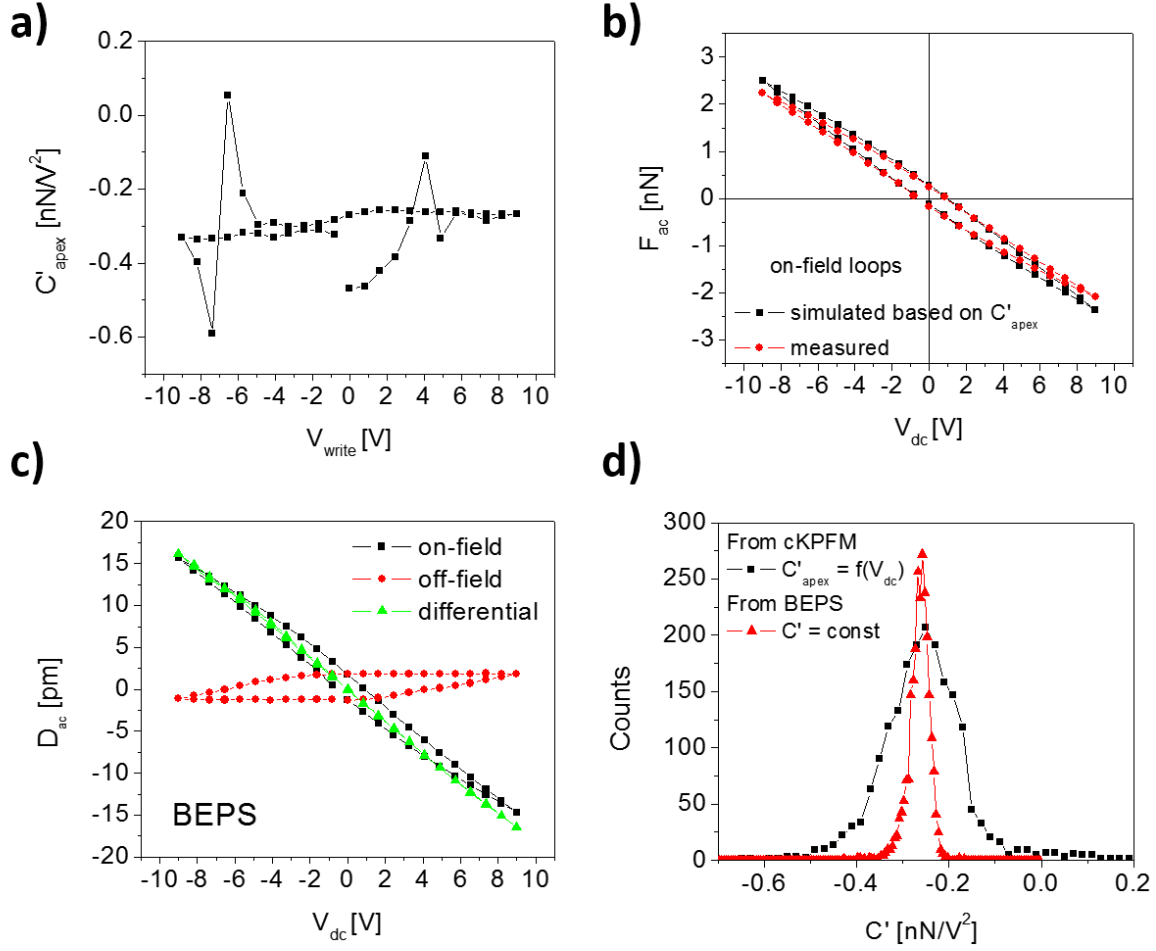 a)
0.2
0.0
-0.2
-0.4
-0.6
C'apex [nN/V²]
-10 -8 -6 -4 -2 0 2 4 6 8 10
Vwrite [V]
b)
3
2
1
0
-1
-2
-3
Fac [nN]
on-field loops
simulated based on C'apex
measured
-10 -8 -6 -4 -2 0 2 4 6 8 10
Vdc [V]
c)
20
15
10
5
0
-5
-10
-15
-20
Dac [pm]
on-field
off-field
differential
BEPS
-10 -8 -6 -4 -2 0 2 4 6 8 10
Vdc [V]
d)
300
250
200
150
100
50
0
Counts
From cKPFM
C'apex = f(Vdc)
From BEPS
C' = const
-0.6 -0.4 -0.2 0.0 0.2
C' [nN/V²]